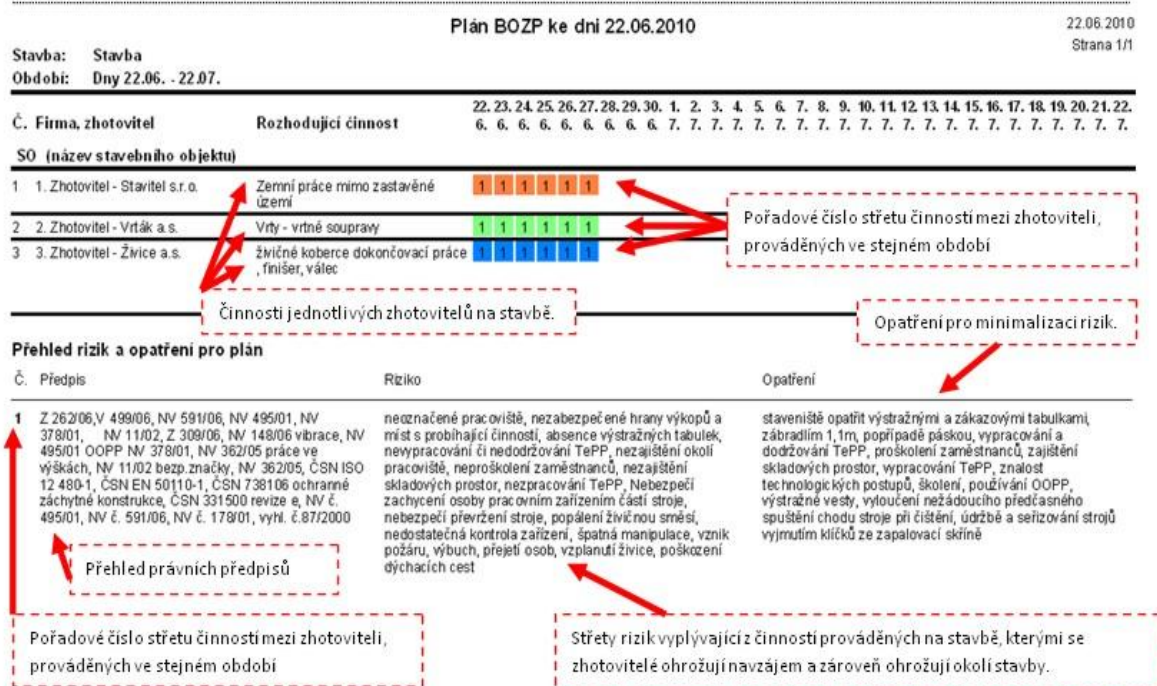 Plán BOZP ke dni 22.06.2010
22.06.2010
Strana 1/1
Stavba: Stavba
Období: Dny 22.06. - 22.07.
22. 23. 24. 25. 26. 27. 28. 29. 30. 1. 2. 3. 4. 5. 6. 7. 8. 9. 10. 11. 12. 13. 14. 15. 16. 17. 18. 19. 20. 21. 22.
Č. Firma, zhotovitel Rozhodující činnost 6. 6. 6. 6. 6. 6. 6. 6. 6. 7. 7. 7. 7. 7. 7. 7. 7. 7. 7. 7. 7. 7. 7. 7. 7. 7. 7. 7. 7. 7. 7.
SO (název stavebního objektu)
1 1. Zhotovitel - Stavitel s.r.o. Zemní práce mimo zastavěné 1 1 1 1 1 1
území
2 2. Zhotovitel - Vrták a.s. Vrty - vrtné soupravy 1 1 1 1 1 1
3 3. Zhotovitel - Živice a.s. živičné koberce dokončovací práce 1 1 1 1 1 1
, finišer, válec
Pořadové číslo střetu činností mezi zhotoviteli,
prováděných ve stejném období
Činnosti jednotlivých zhotovitelů na stavbě.
Opatření pro minimalizaci rizik.
Přehled rizik a opatření pro plán
Č. Předpis Riziko Opatření
1 Z 262/06,V 499/06, NV 591/06, NV 495/01, NV
378/01, NV 11/02, Z 309/06, NV 148/06 vibrace, NV
495/01 OOPP NV 378/01, NV 362/05 práce ve
výškách, NV 11/02 bezp.značky, NV 362/05, ČSN ISO
12 480-1, ČSN EN 50110-1, ČSN 738106 ochranné
záchytné konstrukce, ČSN 331500 revize e, NV č.
495/01, NV č. 591/06, NV č. 178/01, vyhl. č.87/2000
neoznačené pracoviště, nezabezpečené hrany výkopů a
míst s probíhající činností, absence výstražných tabulek,
nevypracování či nedodržování TePP, nezajištění okolí
pracoviště, neproškolení zaměstnanců, nezajištění
skladových prostor, nezpracování TePP, Nebezpečí
zachycení osoby pracovním zařízením částí stroje,
nebezpečí převržení stroje, popálení živičnou směsí,
nedostatečná kontrola zařízení, špatná manipulace, vznik
požáru, výbuch, přejetí osob, vzplanutí živice, poškození
dýchacích cest
staveniště opatřit výstražnými a zákazovými tabulkami,
zábradlím 1,1m, popřípadě páskou, vypracování a
dodržování TePP, proškolení zaměstnanců, zajištění
skladových prostor, vypracování TePP, znalost
technologických postupů, školení, používání OOPP,
výstražné vesty, vyloučení nežádoucího předčasného
spuštění chodu stroje při čištění, údržbě a seřizování strojů
vyjmutím klíčků ze zapalovací skříně
Přehled právních předpisů
Pořadové číslo střetu činností mezi zhotoviteli,
prováděných ve stejném období
Střety rizik vyplývající z činností prováděných na stavbě, kterými se
zhotovitelé ohrožují navzájem a zároveň ohrožují okolí stavby.